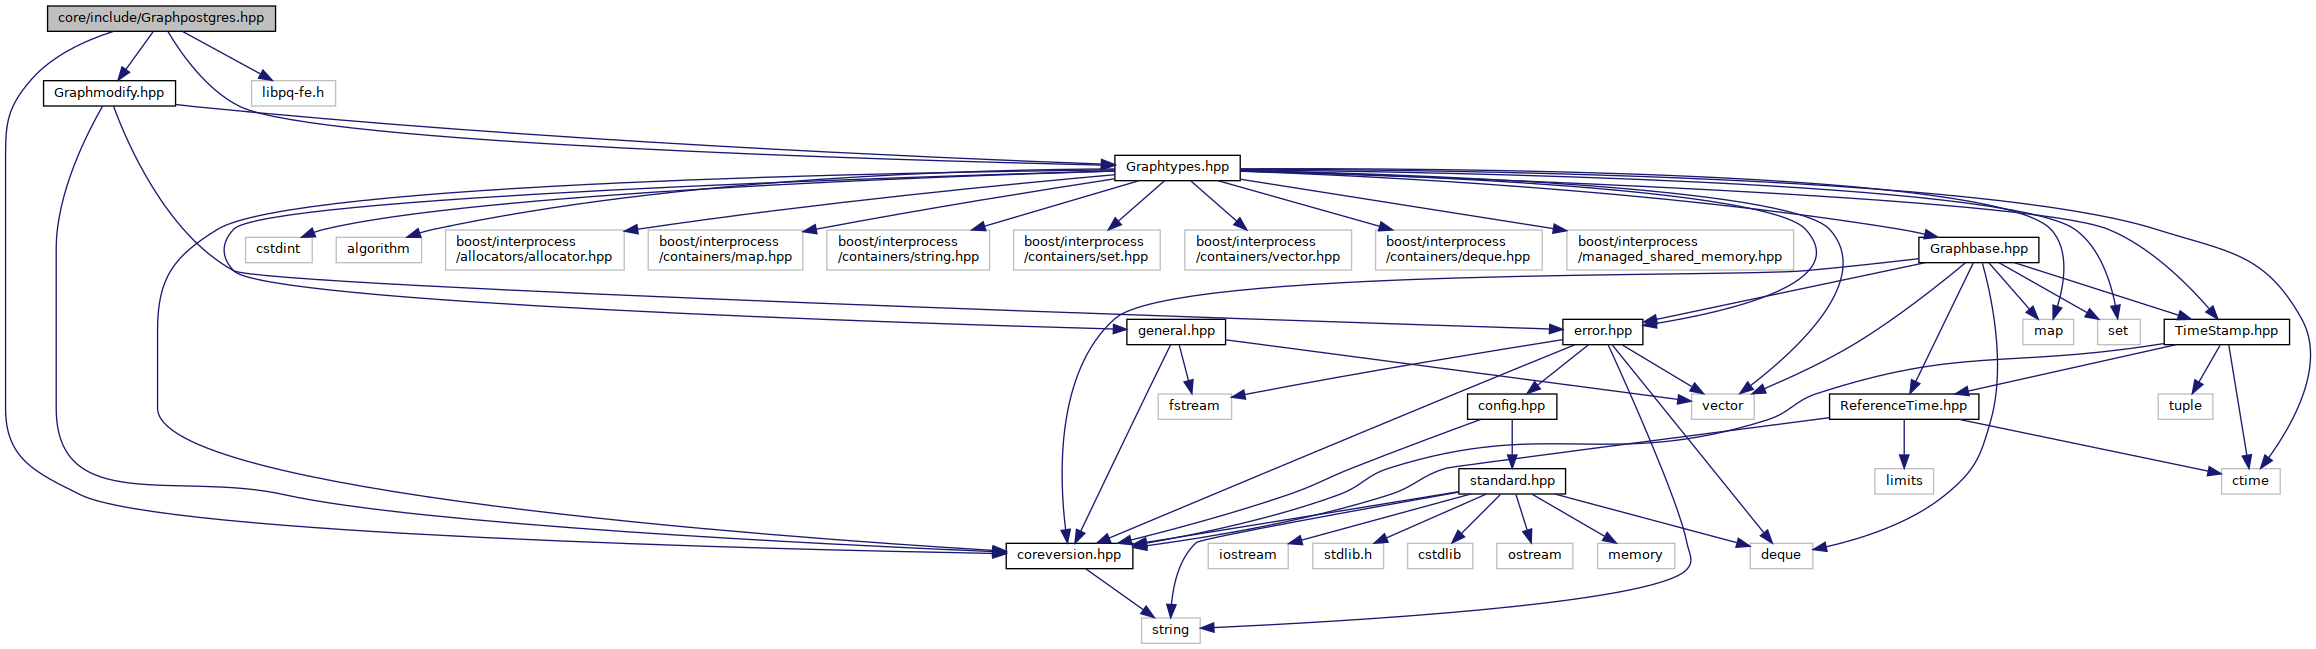 core/include/Graphpostgres.hpp
Graphmodify.hpp
libpq-fe.h
Graphtypes.hpp
cstdint
algorithm
boost/interprocess
/allocators/allocator.hpp
boost/interprocess
/containers/map.hpp
boost/interprocess
/containers/string.hpp
boost/interprocess
/containers/set.hpp
boost/interprocess
/containers/vector.hpp
boost/interprocess
/containers/deque.hpp
boost/interprocess
/managed_shared_memory.hpp
Graphbase.hpp
general.hpp
error.hpp
map
set
TimeStamp.hpp
fstream
config.hpp
vector
ReferenceTime.hpp
tuple
standard.hpp
limits
ctime
coreversion.hpp
iostream
stdlib.h
cstdlib
ostream
memory
deque
string